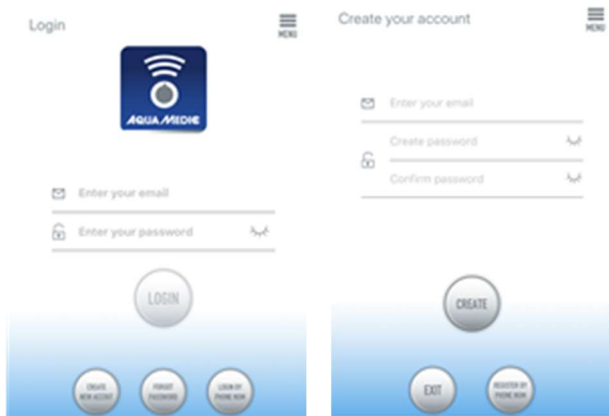 Login
MENU
AQUA MEDIC
Enter your email
Enter your password
LOGIN
CREATE
NEW ACCOUT
FORGOT
PASSWORD
LOGIN BY
PHONE NUM
Create your account
MENU
Enter your email
Create password
Confirm password
CREATE
EXIT
REGISTER BY
PHONE NUM